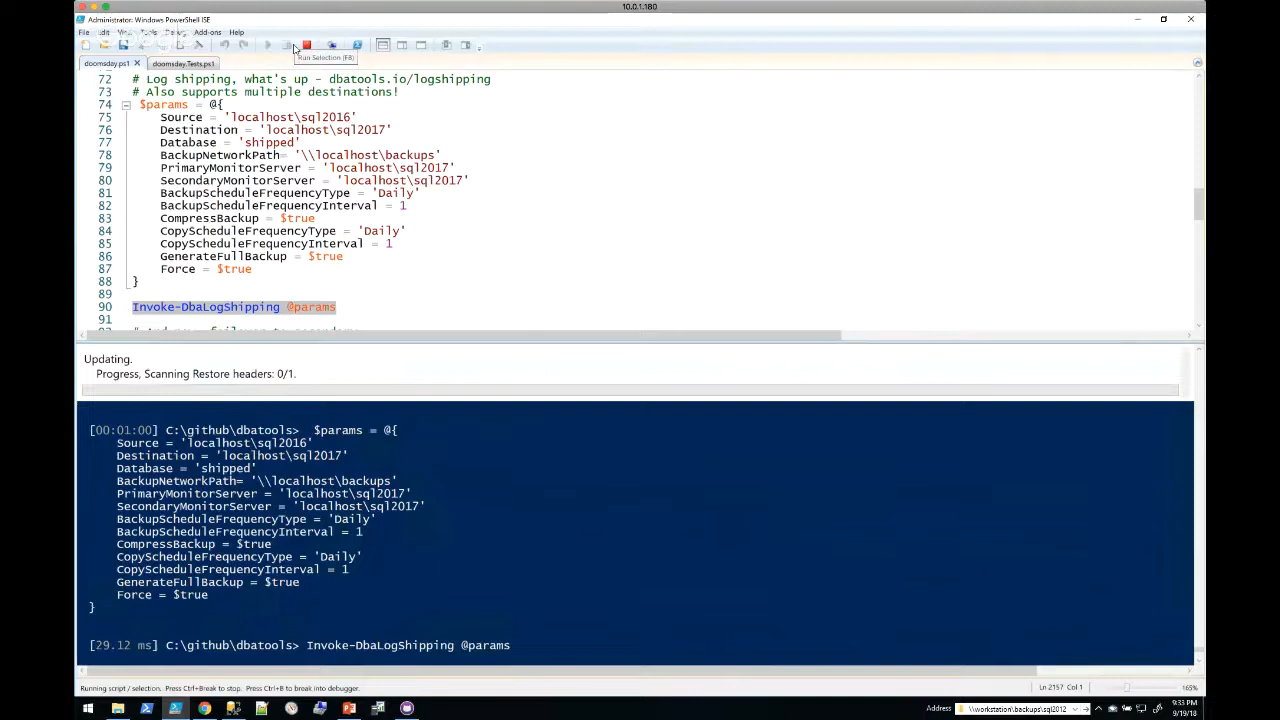 10.0.1.180
Administrator: Windows PowerShell ISE
File Edit View Tools Debug Add-ons Help
Run Selection (F8)
doomsday.ps1 doomsday.Tests.ps1
72 # Log shipping, what's up - dbatools.io/logshipping
73 # Also supports multiple destinations!
74 $params = @{
75 Source = 'localhost\sql2016'
76 Destination = 'localhost\sql2017'
77 Database = 'shipped'
78 BackupNetworkPath= '\\localhost\backups'
79 PrimaryMonitorServer = 'localhost\sql2017'
80 SecondaryMonitorServer = 'localhost\sql2017'
81 BackupScheduleFrequencyType = 'Daily'
82 BackupScheduleFrequencyInterval = 1
83 CompressBackup = $true
84 CopyScheduleFrequencyType = 'Daily'
85 CopyScheduleFrequencyInterval = 1
86 GenerateFullBackup = $true
87 Force = $true
88 }
89
90 Invoke-DbaLogShipping @params
91
Updating.
Progress, Scanning Restore headers: 0/1.
[00:01:00] C:\github\dbatools> $params = @{
Source = 'localhost\sql2016'
Destination = 'localhost\sql2017'
Database = 'shipped'
BackupNetworkPath= '\\localhost\backups'
PrimaryMonitorServer = 'localhost\sql2017'
SecondaryMonitorServer = 'localhost\sql2017'
BackupScheduleFrequencyType = 'Daily'
BackupScheduleFrequencyInterval = 1
CompressBackup = $true
CopyScheduleFrequencyType = 'Daily'
CopyScheduleFrequencyInterval = 1
GenerateFullBackup = $true
Force = $true
}
[29.12 ms] C:\github\dbatools> Invoke-DbaLogShipping @params
Running script / selection. Press Ctrl+Break to stop. Press Ctrl+B to break into debugger. Ln 2157 Col 1 165%
Address \\workstation\backups\sql2012 9:33 PM
9/19/18